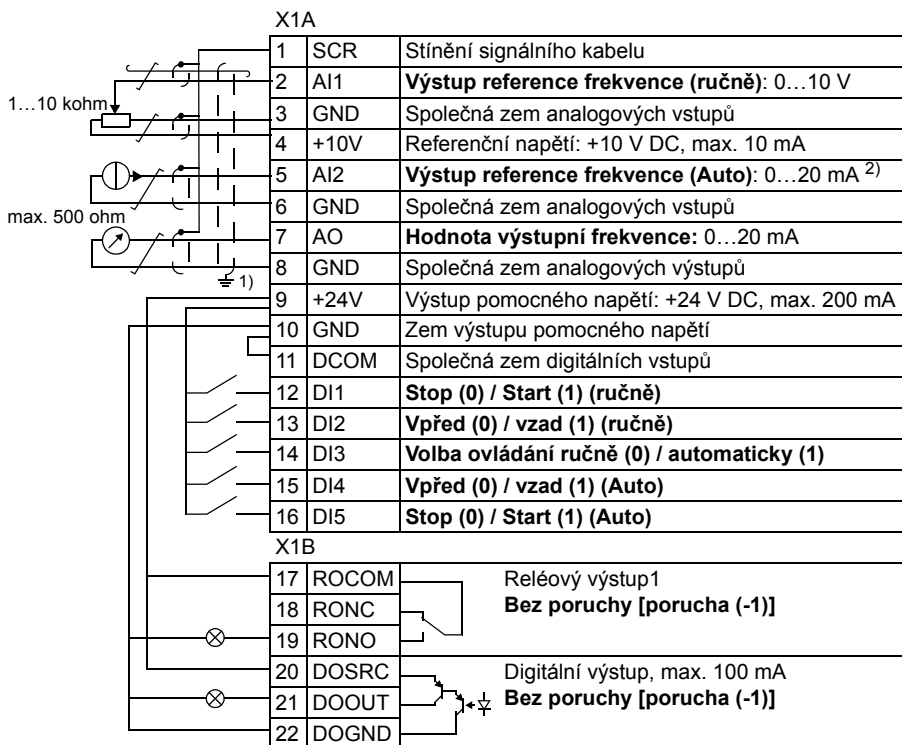 X1A
1 SCR Stínění signálního kabelu
2 AI1 Výstup reference frekvence (ručně): 0…10 V
1…10 kohm
3 GND Společná zem analogových vstupů
4 +10V Referenční napětí: +10 V DC, max. 10 mA
5 AI2 Výstup reference frekvence (Auto): 0…20 mA 2)
6 GND Společná zem analogových vstupů
max. 500 ohm
7 AO Hodnota výstupní frekvence: 0…20 mA
8 GND Společná zem analogových výstupů
1)
9 +24V Výstup pomocného napětí: +24 V DC, max. 200 mA
10 GND Zem výstupu pomocného napětí
11 DCOM Společná zem digitálních vstupů
12 DI1 Stop (0) / Start (1) (ručně)
13 DI2 Vpřed (0) / vzad (1) (ručně)
14 DI3 Volba ovládání ručně (0) / automaticky (1)
15 DI4 Vpřed (0) / vzad (1) (Auto)
16 DI5 Stop (0) / Start (1) (Auto)
X1B
17 ROCOM Reléový výstup1
18 RONC Bez poruchy [porucha (-1)]
19 RONO
20 DOSRC Digitální výstup, max. 100 mA
21 DOOUT Bez poruchy [porucha (-1)]
22 DOGND